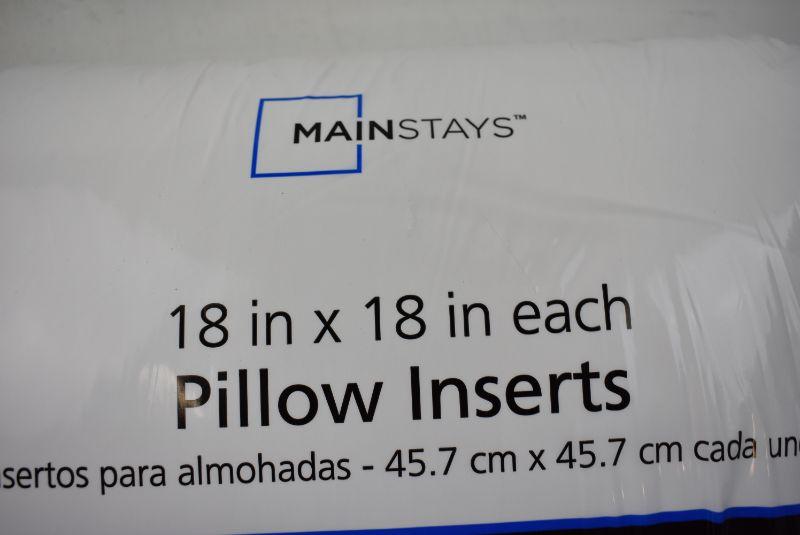 MAINSTAYS™
18 in x 18 in each
Pillow Inserts
para almohadas - 45.7 cm x 45.7 cm cada